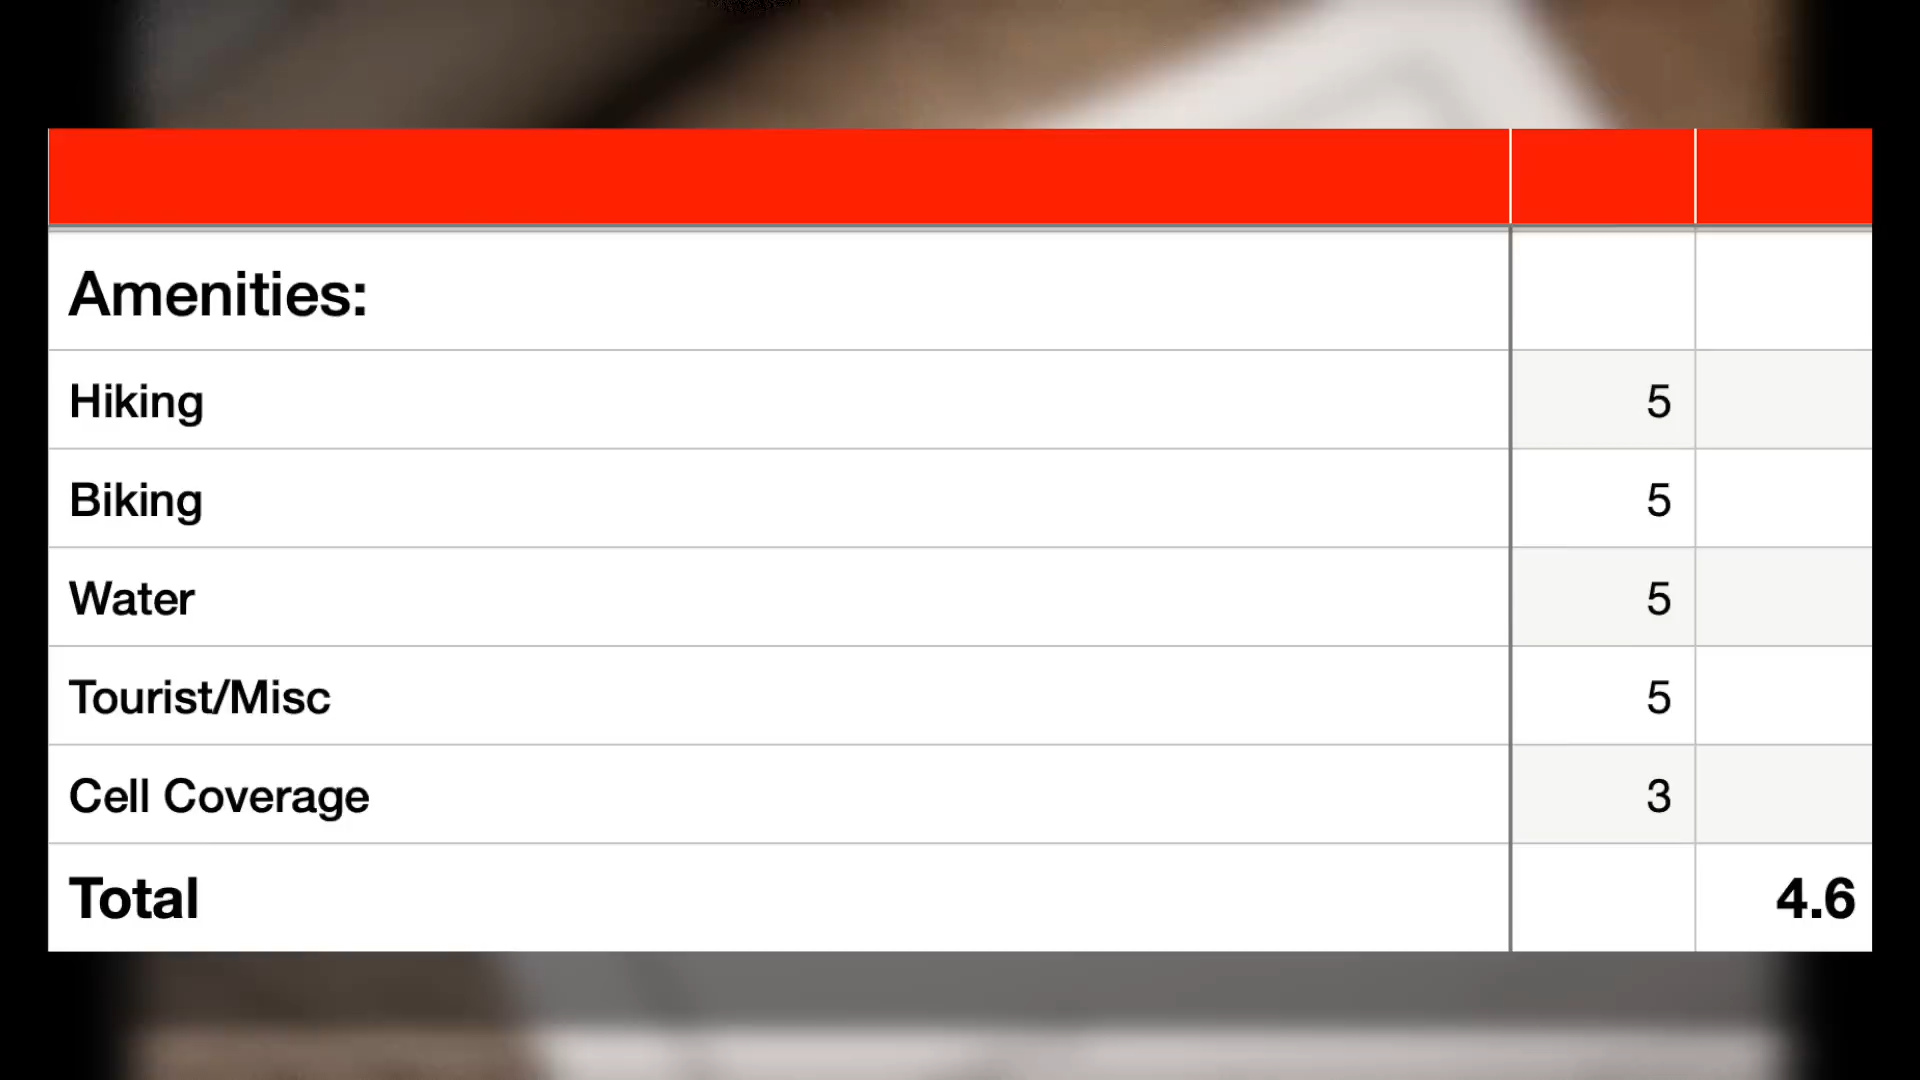 Amenities:
Hiking 5
Biking 5
Water 5
Tourist/Misc 5
Cell Coverage 3
Total 4.6